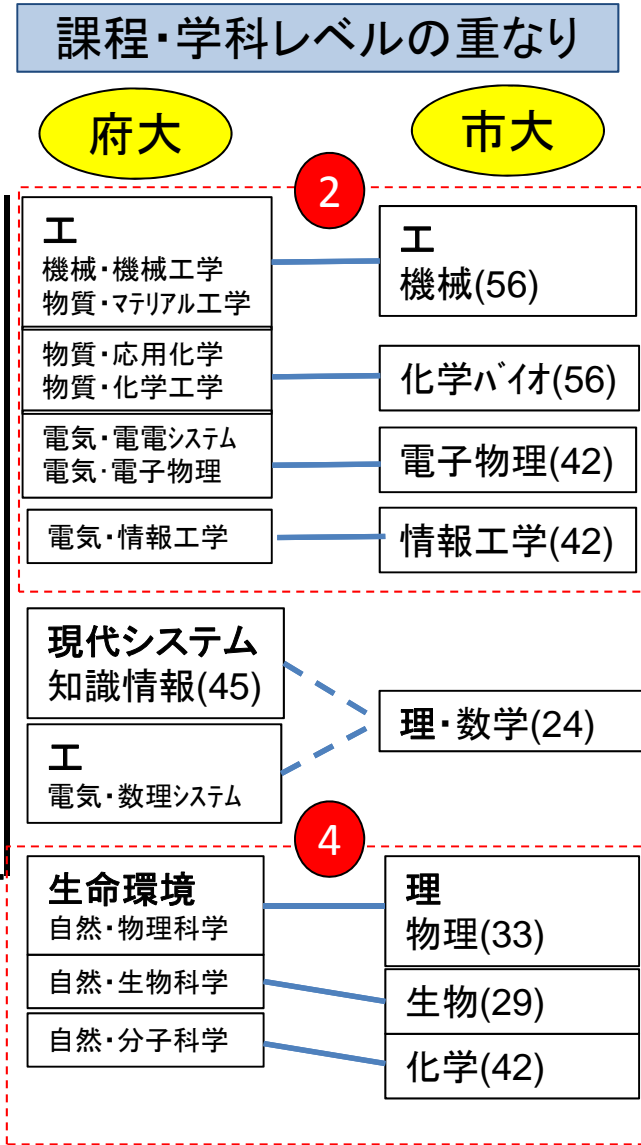 課程・学科レベルの重なり
府大
市大
2
工
機械・機械工学
物質・マテリアル工学
工
機械(56)
物質・応用化学
物質・化学工学
化学バイオ(56)
電気・電電システム
電気・電子物理
電子物理(42)
電気・情報工学
情報工学(42)
現代システム
知識情報(45)
工
電気・数理システム
理・数学(24)
4
生命環境
自然・物理科学
理
物理(33)
自然・生物科学
生物(29)
自然・分子科学
化学(42)